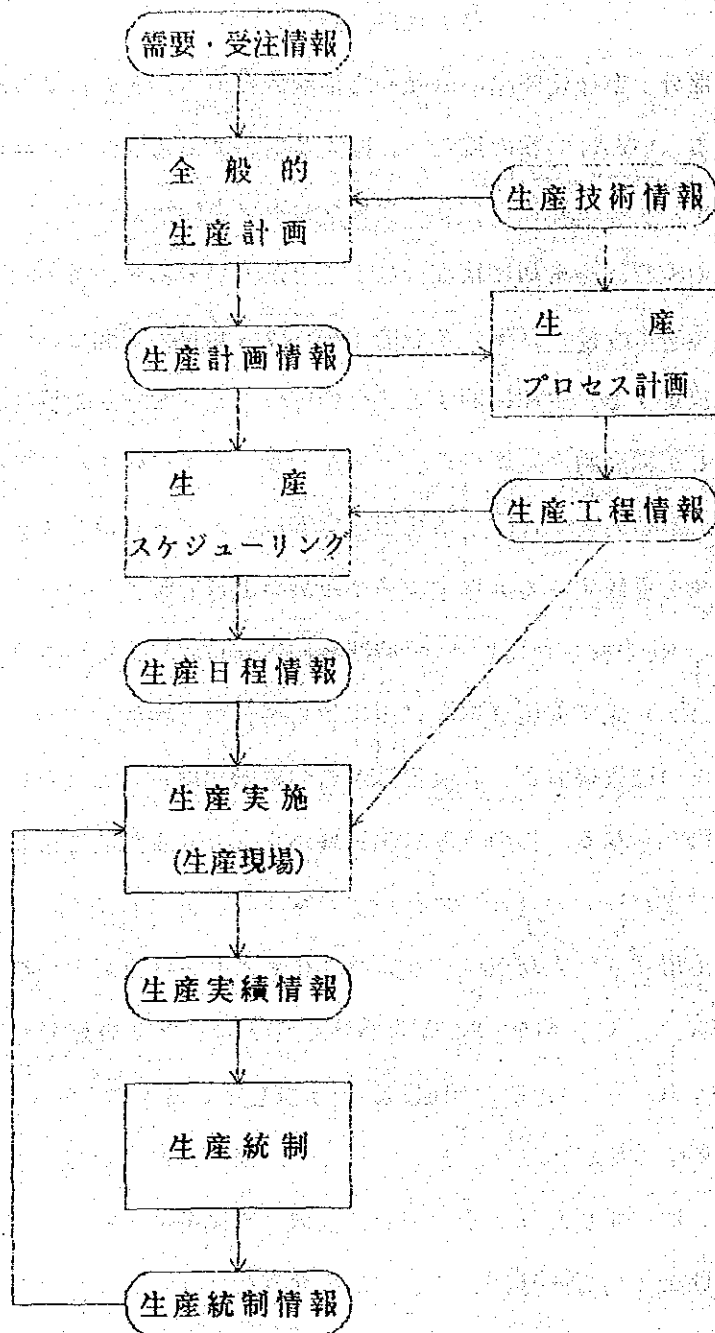 需要・受注情報
全般的
生産計画
生産技術情報
生産計画情報
生産
プロセス計画
生産
スケジューリング
生産工程情報
生産日程情報
生産実施
(生産現場)
生産実績情報
生産統制
生産統制情報